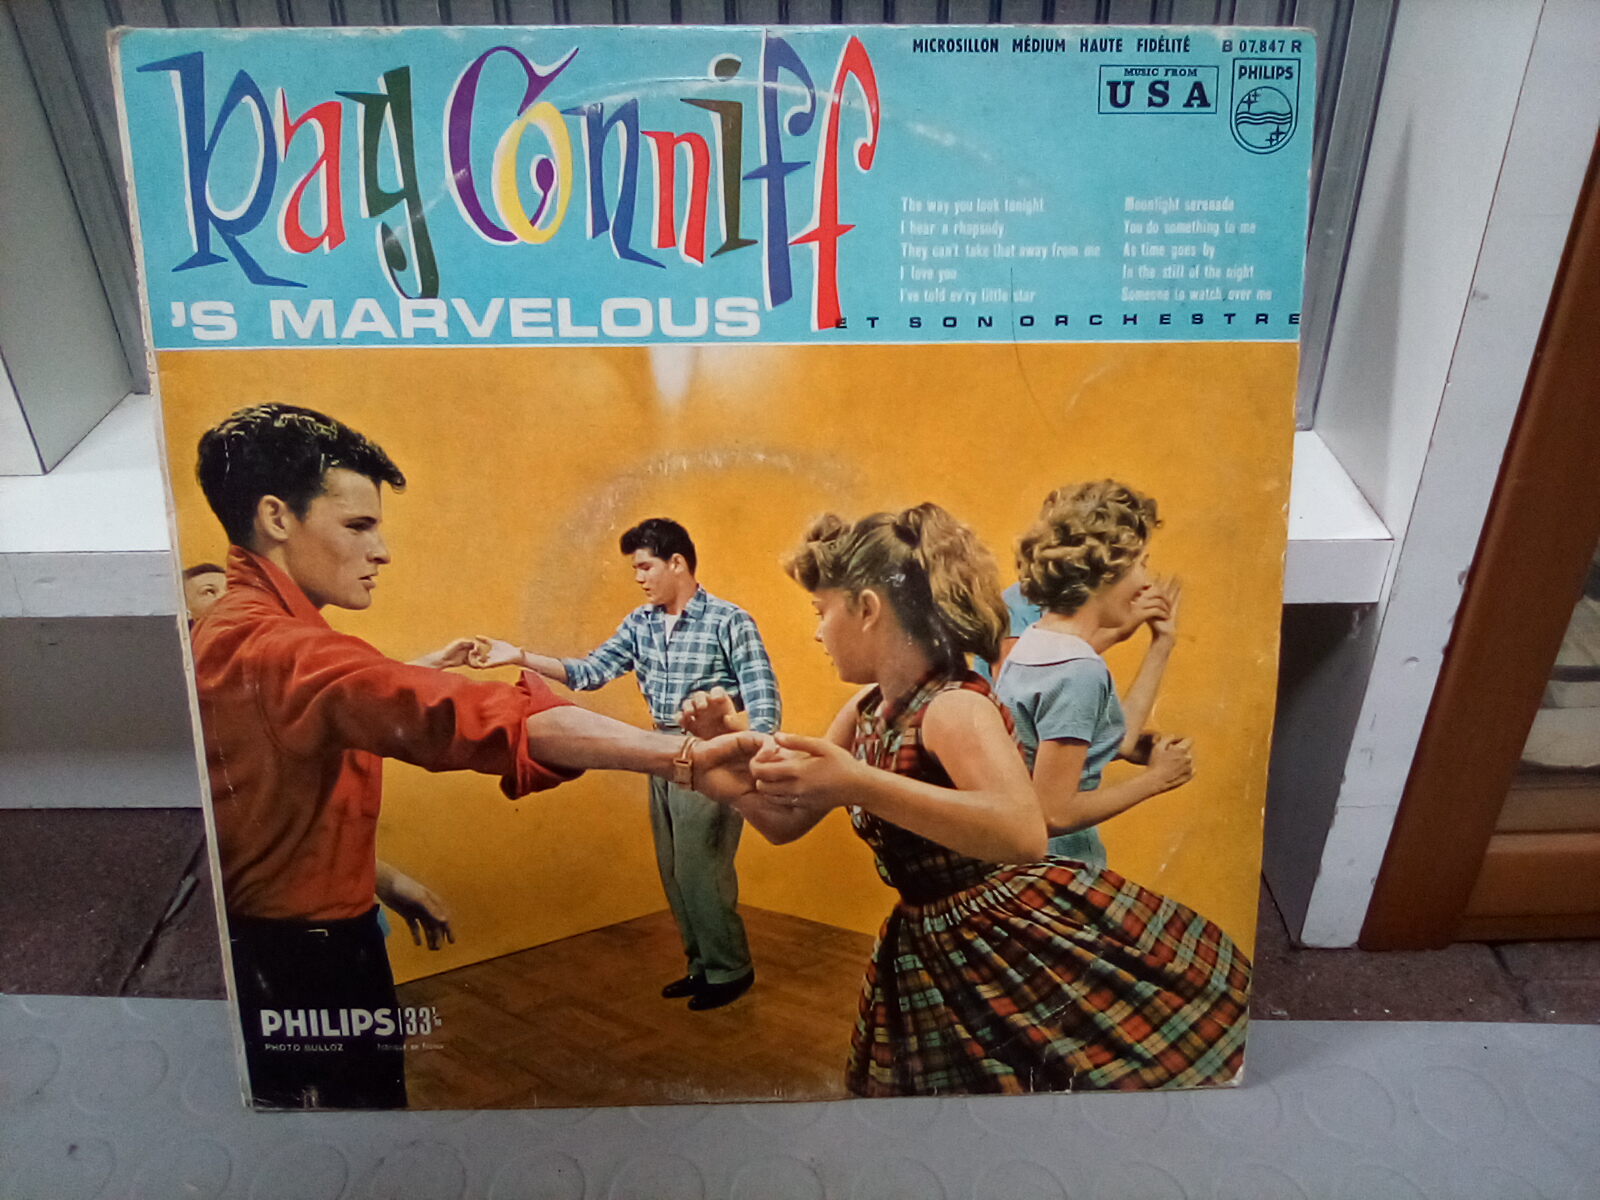 Ray Conniff
'S MARVELOUS
ET SON ORCHESTRE
MICROSILLON MÉDIUM HAUTE FIDÉLITÉ
B 07.847 R
MUSIC FROM
USA
PHILIPS
The way you look tonight
I hear a rhapsody
They can't take that away from me
I love you
I've told ev'ry little star
Moonlight serenade
You do something to me
As time goes by
In the still of the night
Someone to watch over me
PHILIPS 33⅓
PHOTO BULLOZ
fabriqué en France